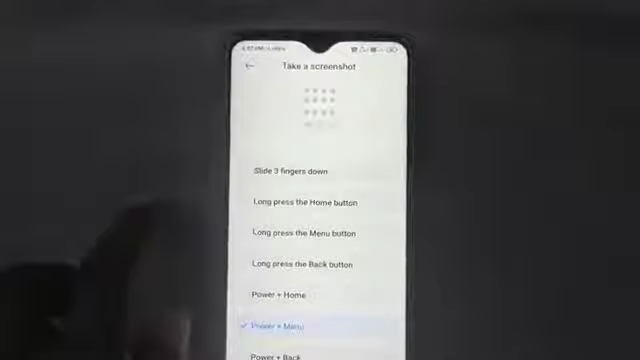 Take a screenshot
Slide 3 fingers down
Long press the Home button
Long press the Menu button
Long press the Back button
Power + Home
Power + Menu
Power + Back